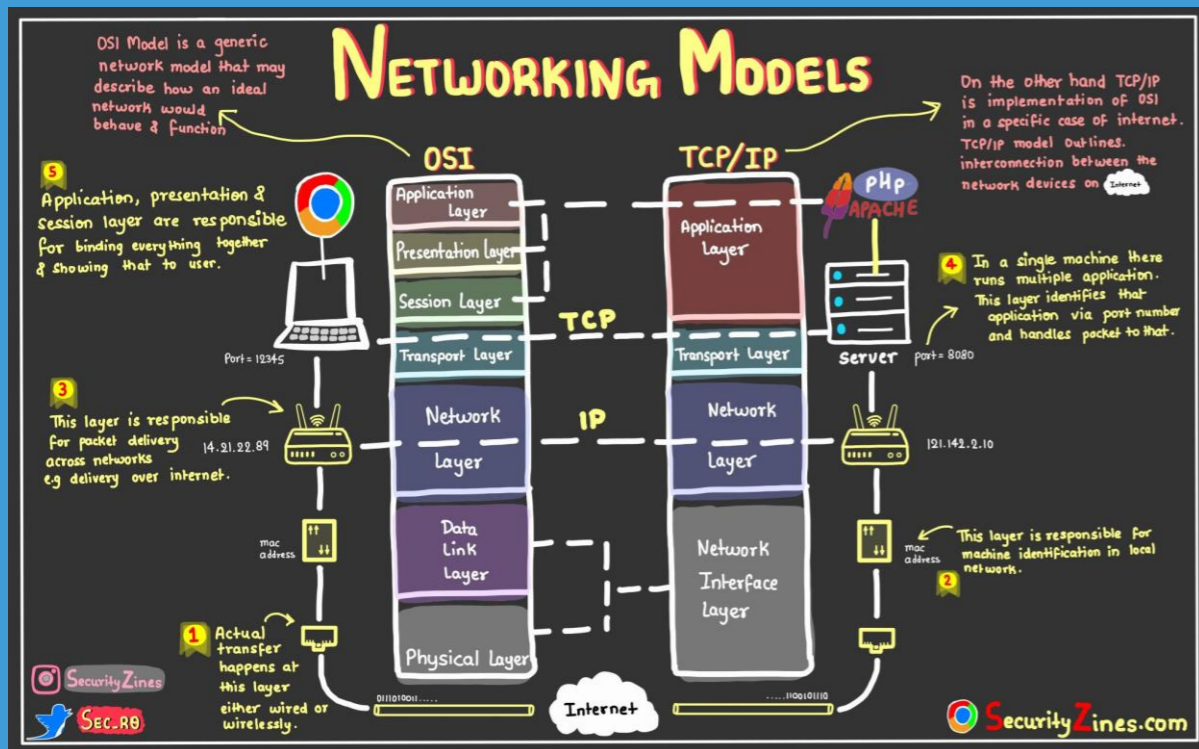 NETWORKING MODELS
OSI Model is a generic
network model that may
describe how an ideal
network would
behave & function
On the other hand TCP/IP
is implementation of OSI
in a specific case of internet.
TCP/IP model outlines.
interconnection between the
network devices on Internet
OSI
TCP/IP
5
Application, presentation &
session layer are responsible
for binding everything together
& showing that to user.
Application
Layer
Presentation Layer
Session Layer
Transport Layer
Network
Layer
Data
Link
Layer
Physical Layer
TCP
IP
Application
Layer
Transport Layer
Network
Layer
Network
Interface
Layer
php
APACHE
server
port = 8080
4
In a single machine there
runs multiple application.
This layer identifies that
application via port number
and handles packet to that.
Port = 12345
3
This layer is responsible
for packet delivery
across networks
e.g delivery over internet.
14.21.22.89
121.142.2.10
mac
address
mac
address
This layer is responsible for
machine identification in local
network.
2
1
Actual
transfer
happens at
this layer
either wired or
wirelessly.
0111010011.....
Internet
.....1100101110
SecurityZines
SEC_R0
SecurityZines.com